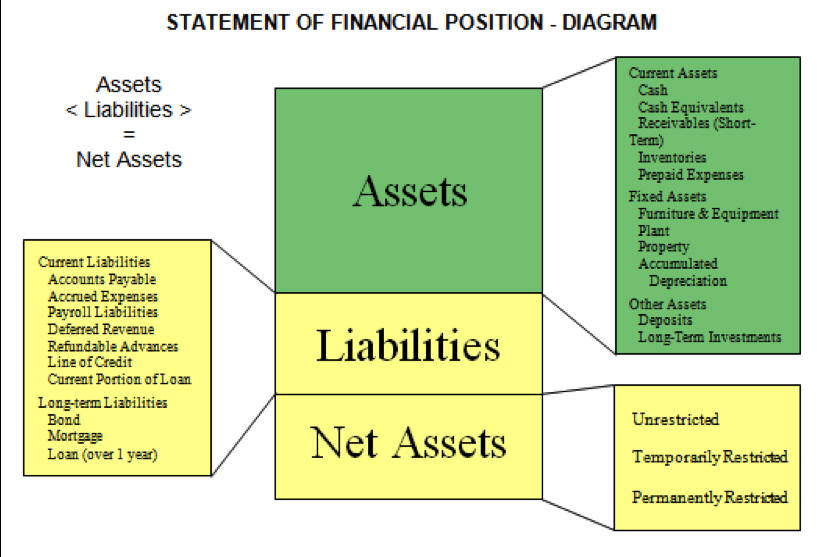 STATEMENT OF FINANCIAL POSITION - DIAGRAM
Assets
< Liabilities >
=
Net Assets
Assets
Liabilities
Net Assets
Current Assets
Cash
Cash Equivalents
Receivables (Short-
Term)
Inventories
Prepaid Expenses
Fixed Assets
Furniture & Equipment
Plant
Property
Accumulated
Depreciation
Other Assets
Deposits
Long-Term Investments
Current Liabilities
Accounts Payable
Accrued Expenses
Payroll Liabilities
Deferred Revenue
Refundable Advances
Line of Credit
Current Portion of Loan
Long-term Liabilities
Bond
Mortgage
Loan (over 1 year)
Unrestricted
Temporarily Restricted
Permanently Restricted